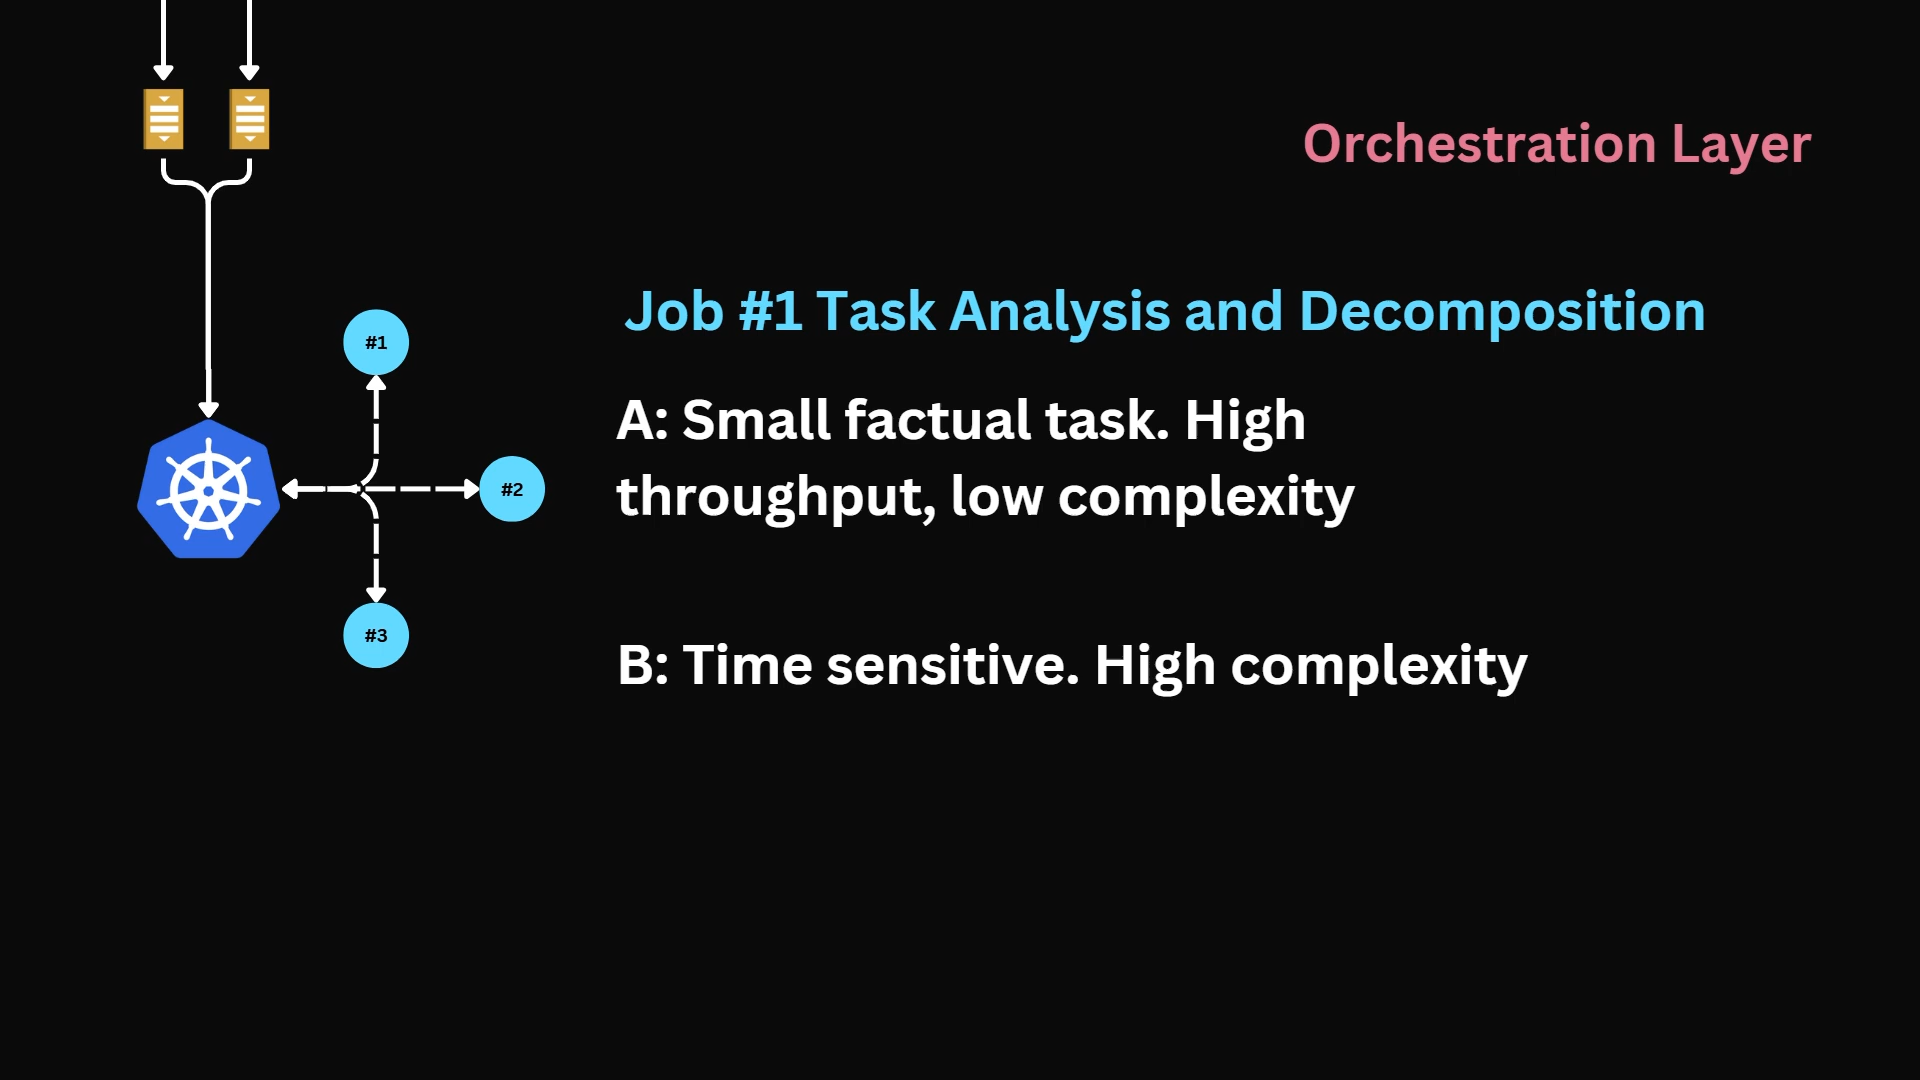 Orchestration Layer
Job #1 Task Analysis and Decomposition
A: Small factual task. High
throughput, low complexity
B: Time sensitive. High complexity
#1
#2
#3